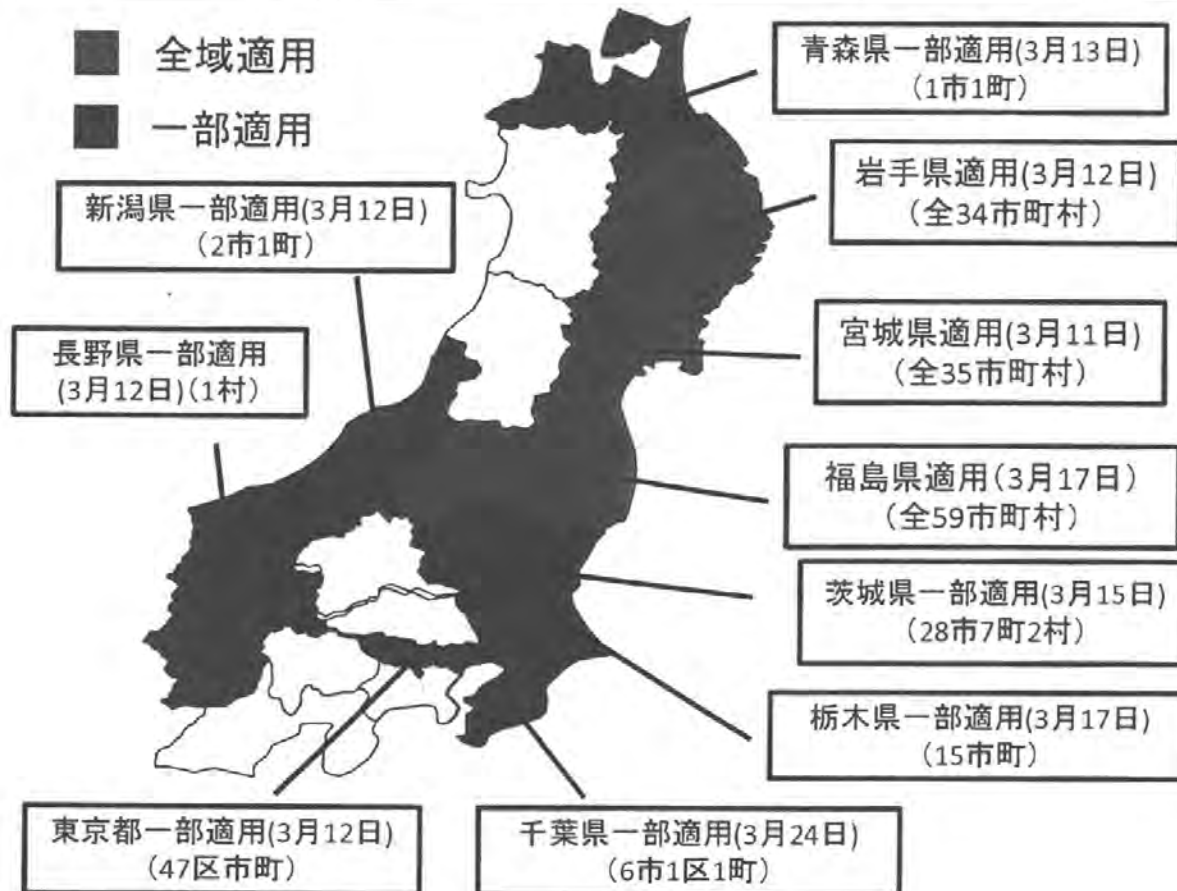 全域適用
一部適用
青森県一部適用(3月13日)
（1市1町）
岩手県適用(3月12日)
（全34市町村）
新潟県一部適用(3月12日)
（2市1町）
宮城県適用(3月11日)
（全35市町村）
長野県一部適用
(3月12日)（1村）
福島県適用（3月17日）
（全59市町村）
茨城県一部適用(3月15日)
（28市7町2村）
栃木県一部適用(3月17日)
（15市町）
東京都一部適用(3月12日)
（47区市町）
千葉県一部適用(3月24日)
（6市1区1町）